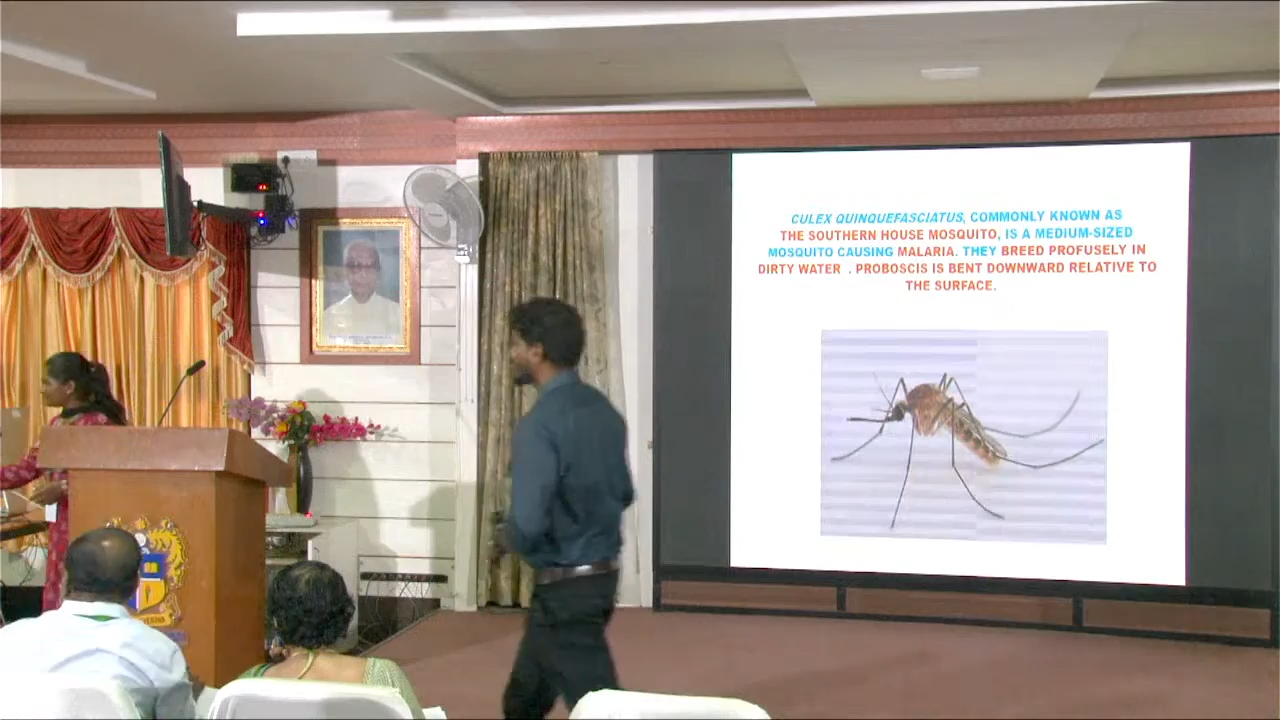 CULEX QUINQUEFASCIATUS, COMMONLY KNOWN AS
THE SOUTHERN HOUSE MOSQUITO, IS A MEDIUM-SIZED
MOSQUITO CAUSING MALARIA. THEY BREED PROFUSELY IN
DIRTY WATER . PROBOSCIS IS BENT DOWNWARD RELATIVE TO
THE SURFACE.